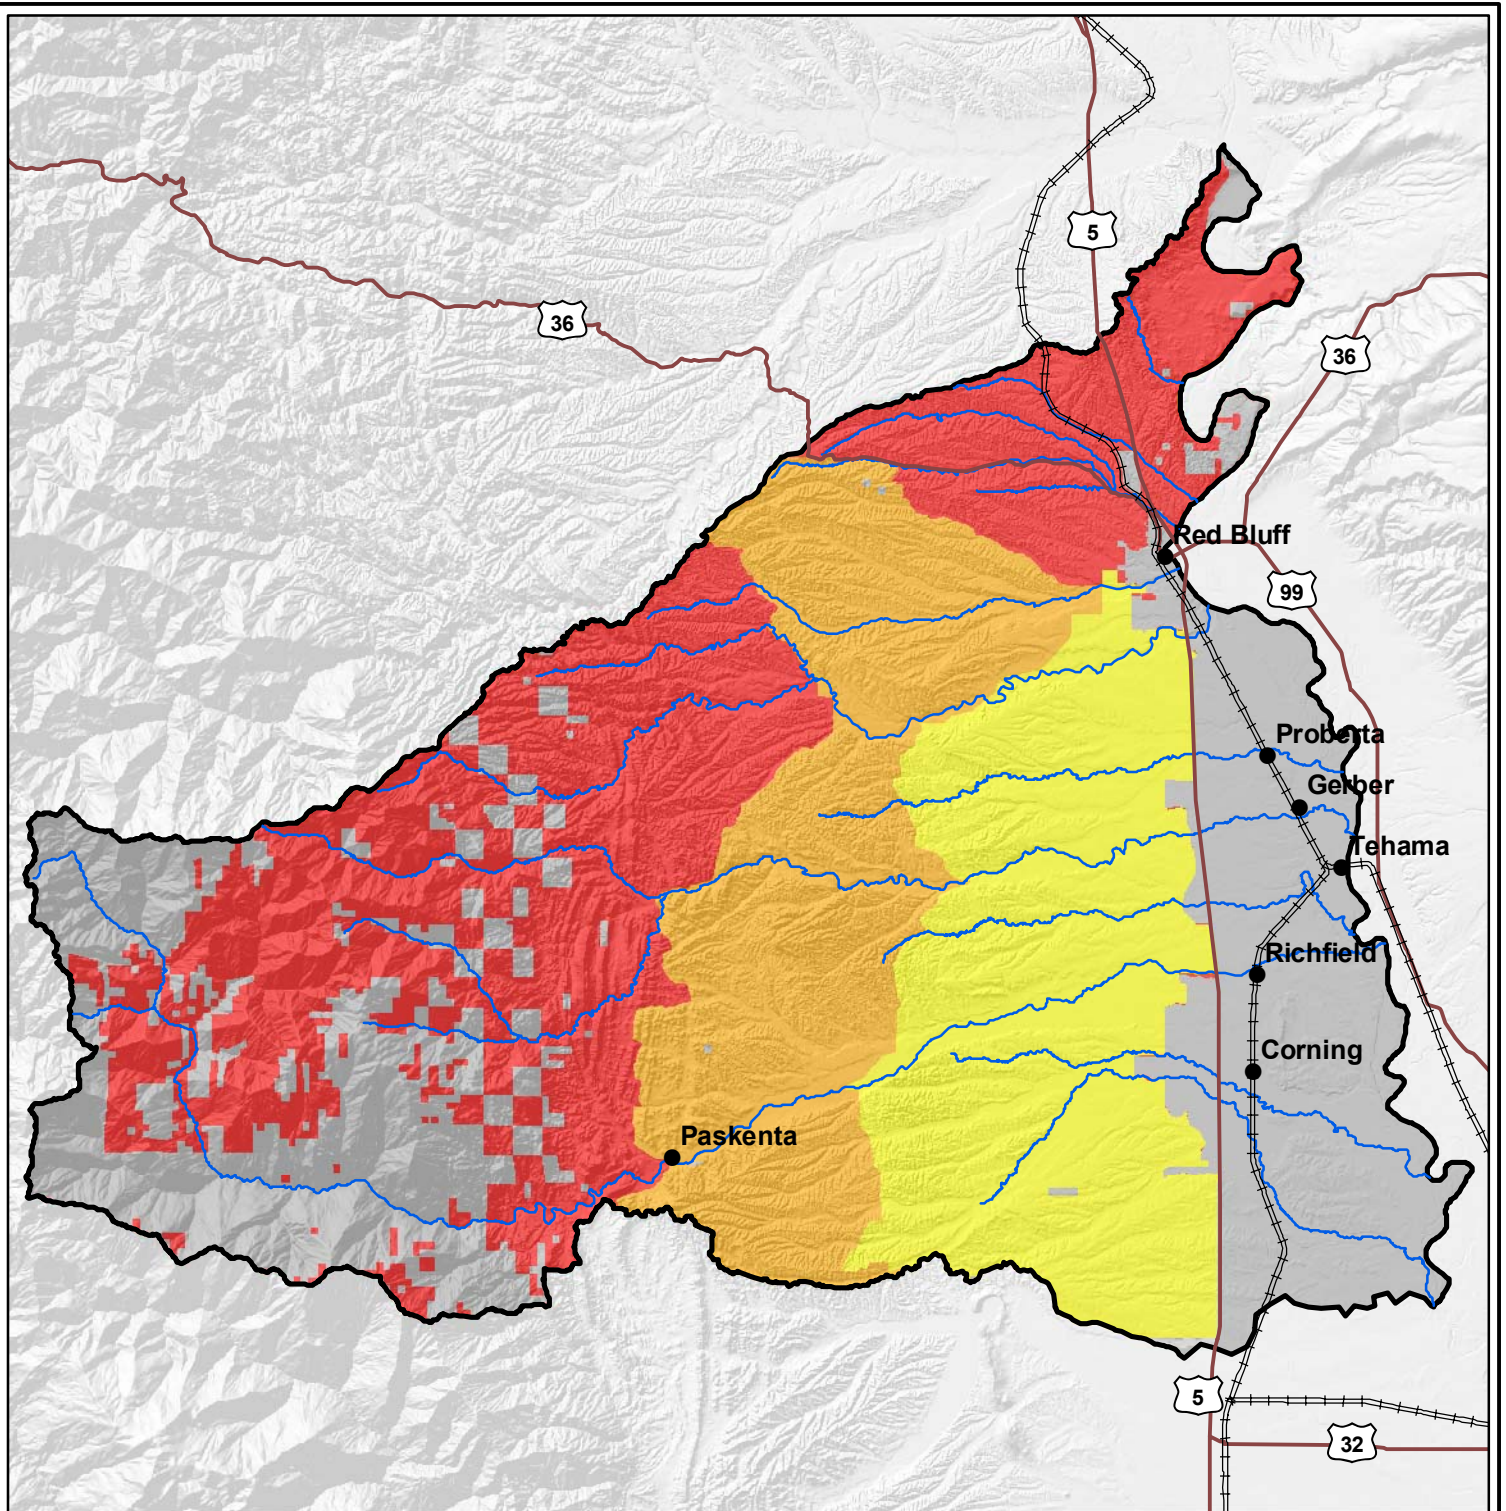 5
36
36
Red Bluff
99
Proberta
Gerber
Tehama
Richfield
Corning
Paskenta
5
32